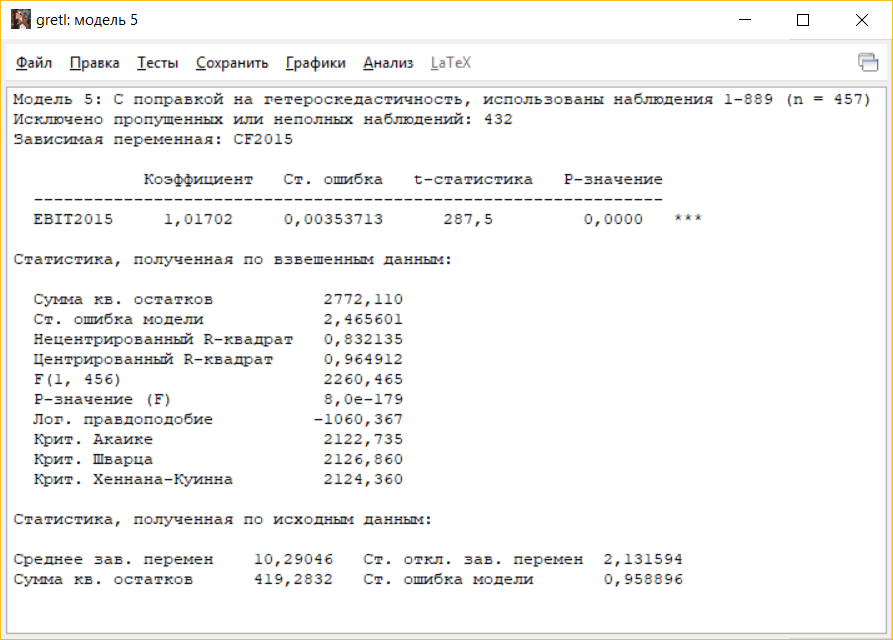 gretl: модель 5
Файл Правка Тесты Сохранить Графики Анализ LaTeX
Модель 5: С поправкой на гетероскедастичность, использованы наблюдения 1-889 (n = 457)
Исключено пропущенных или неполных наблюдений: 432
Зависимая переменная: CF2015
Коэффициент Ст. ошибка t-статистика P-значение
---------------------------------------------------------------
EBIT2015 1,01702 0,00353713 287,5 0,0000 ***
Статистика, полученная по взвешенным данным:
Сумма кв. остатков 2772,110
Ст. ошибка модели 2,465601
Нецентрированный R-квадрат 0,832135
Центрированный R-квадрат 0,964912
F(1, 456) 2260,465
P-значение (F) 8,0e-179
Лог. правдоподобие -1060,367
Крит. Акаике 2122,735
Крит. Шварца 2126,860
Крит. Хеннана-Куинна 2124,360
Статистика, полученная по исходным данным:
Среднее зав. перемен 10,29046 Ст. откл. зав. перемен 2,131594
Сумма кв. остатков 419,2832 Ст. ошибка модели 0,958896